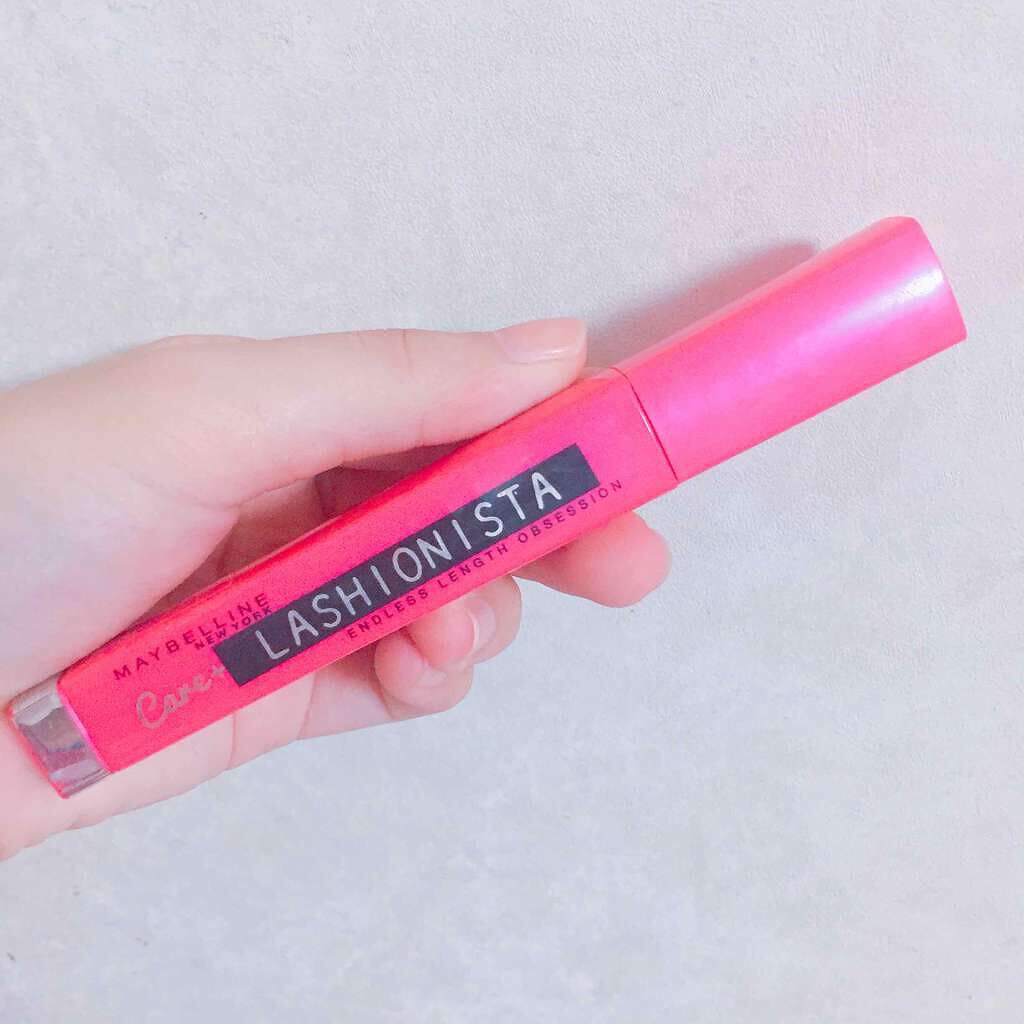 MAYBELLINE
NEW YORK
Care+
LASHIONISTA
ENDLESS LENGTH OBSESSION